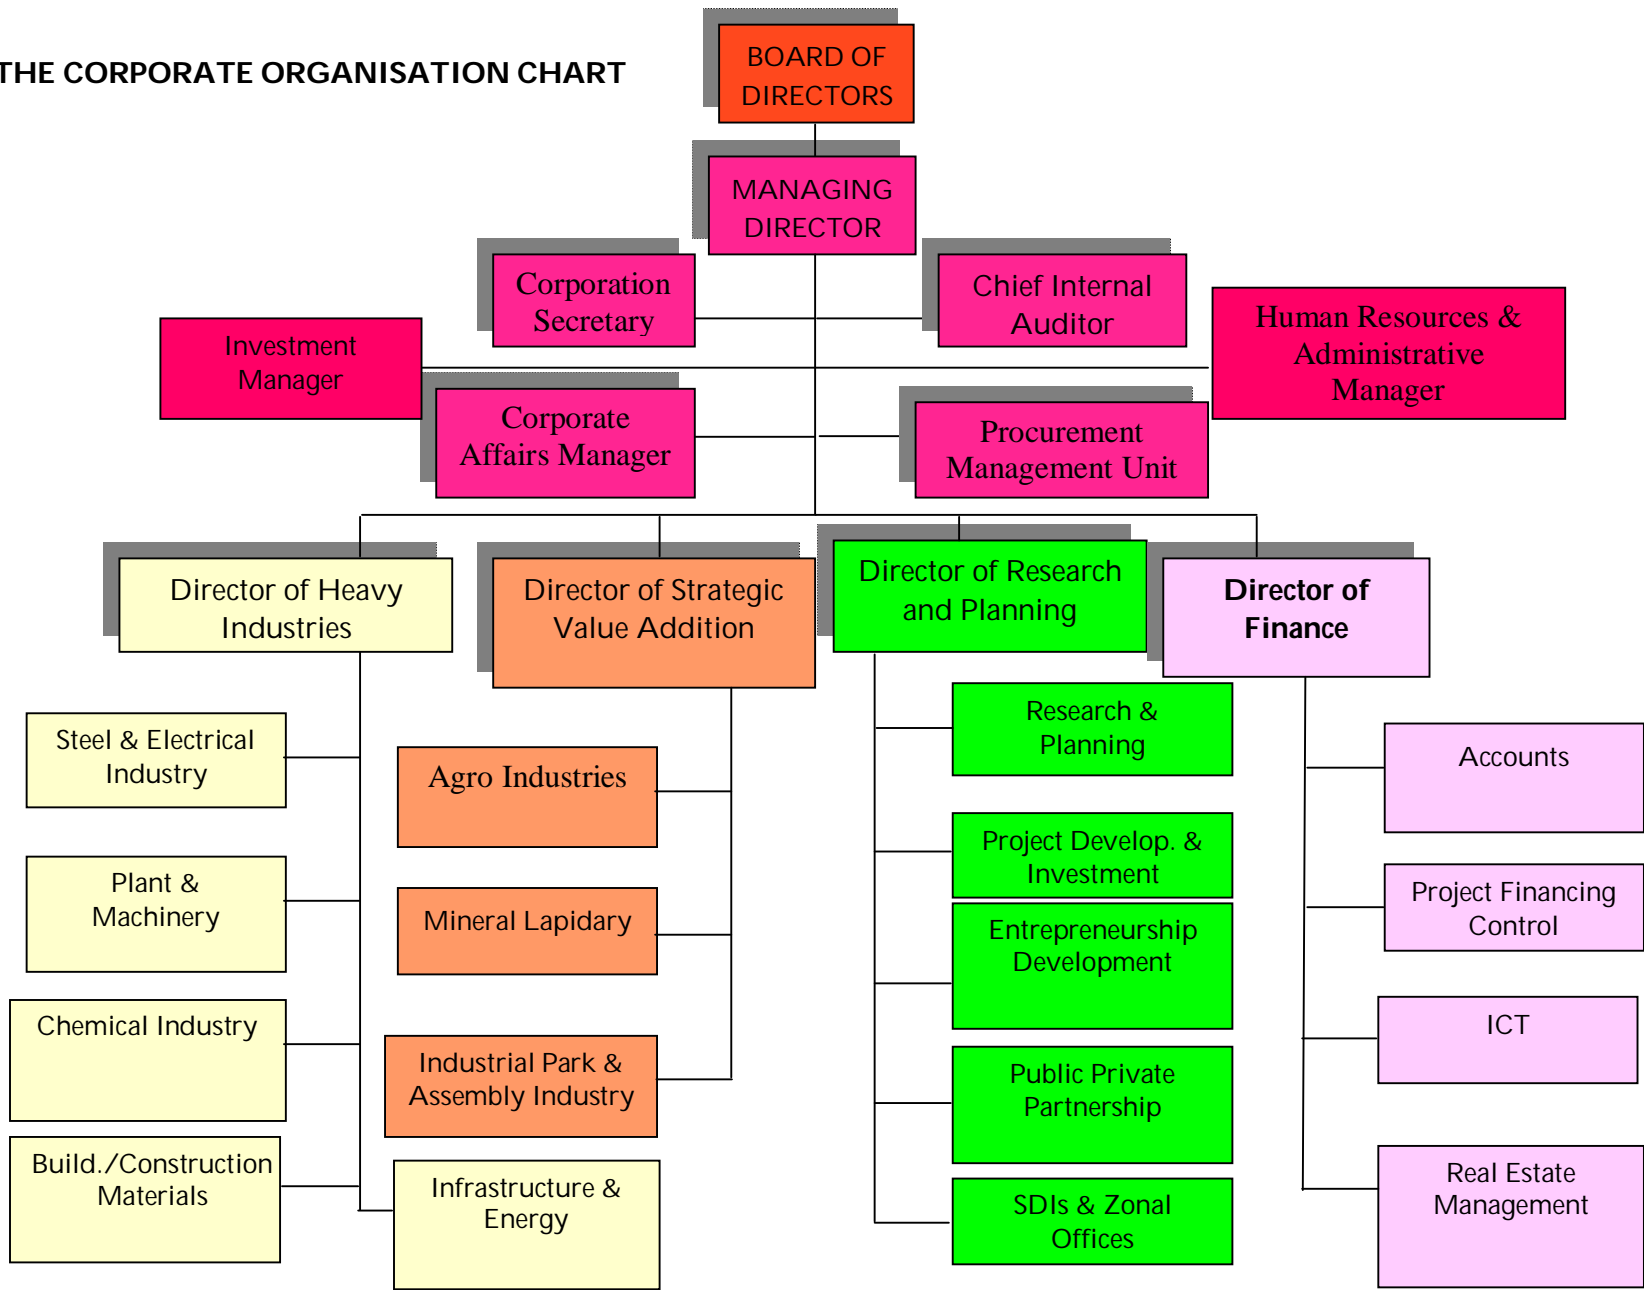 THE CORPORATE ORGANISATION CHART
BOARD OF
DIRECTORS
MANAGING
DIRECTOR
Corporation
Secretary
Chief Internal
Auditor
Investment
Manager
Human Resources &
Administrative
Manager
Corporate
Affairs Manager
Procurement
Management Unit
Director of Heavy
Industries
Director of Strategic
Value Addition
Director of Research
and Planning
Director of
Finance
Steel & Electrical
Industry
Plant &
Machinery
Chemical Industry
Build./Construction
Materials
Infrastructure &
Energy
Agro Industries
Mineral Lapidary
Industrial Park &
Assembly Industry
Research &
Planning
Project Develop. &
Investment
Entrepreneurship
Development
Public Private
Partnership
SDIs & Zonal
Offices
Accounts
Project Financing
Control
ICT
Real Estate
Management